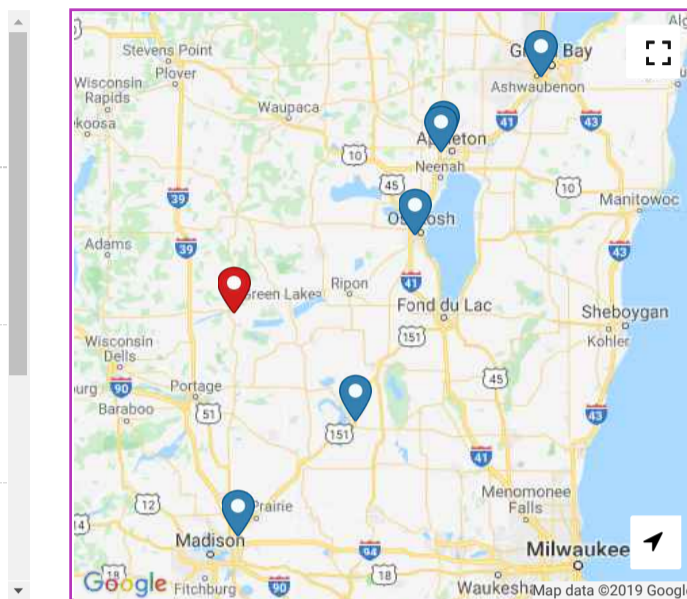 Stevens Point
Plover
Wisconsin
Rapids
ekoosa
Waupaca
Bay
Ashwaubenon
41
43
10
Appleton
Neenah
45
10
39
Manitowoc
Oshkosh
Adams
39
43
41
Green Lake
Ripon
Fond du Lac
Sheboygan
Kohler
151
Wisconsin
Dells
90
Portage
Baraboo
51
45
43
151
41
12
Prairie
Menomonee
Falls
14
Madison
94
Milwaukee
18
Google
Fitchburg
90
18
Waukesha
Map data ©2019 Google